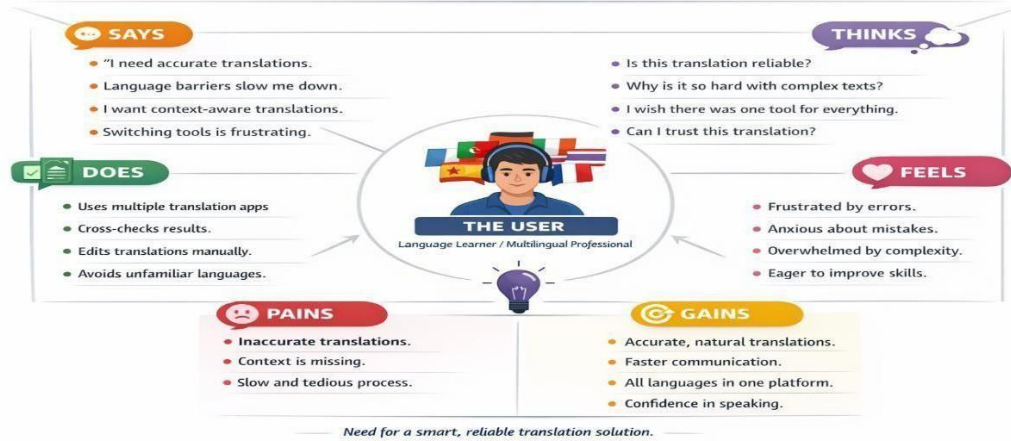 SAYS
• "I need accurate translations.
• Language barriers slow me down.
• I want context-aware translations.
• Switching tools is frustrating.
THINKS
• Is this translation reliable?
• Why is it so hard with complex texts?
• I wish there was one tool for everything.
• Can I trust this translation?
DOES
• Uses multiple translation apps
• Cross-checks results.
• Edits translations manually.
• Avoids unfamiliar languages.
THE USER
Language Learner / Multilingual Professional
FEELS
• Frustrated by errors.
• Anxious about mistakes.
• Overwhelmed by complexity.
• Eager to improve skills.
PAINS
• Inaccurate translations.
• Context is missing.
• Slow and tedious process.
GAINS
• Accurate, natural translations.
• Faster communication.
• All languages in one platform.
• Confidence in speaking.
Need for a smart, reliable translation solution.